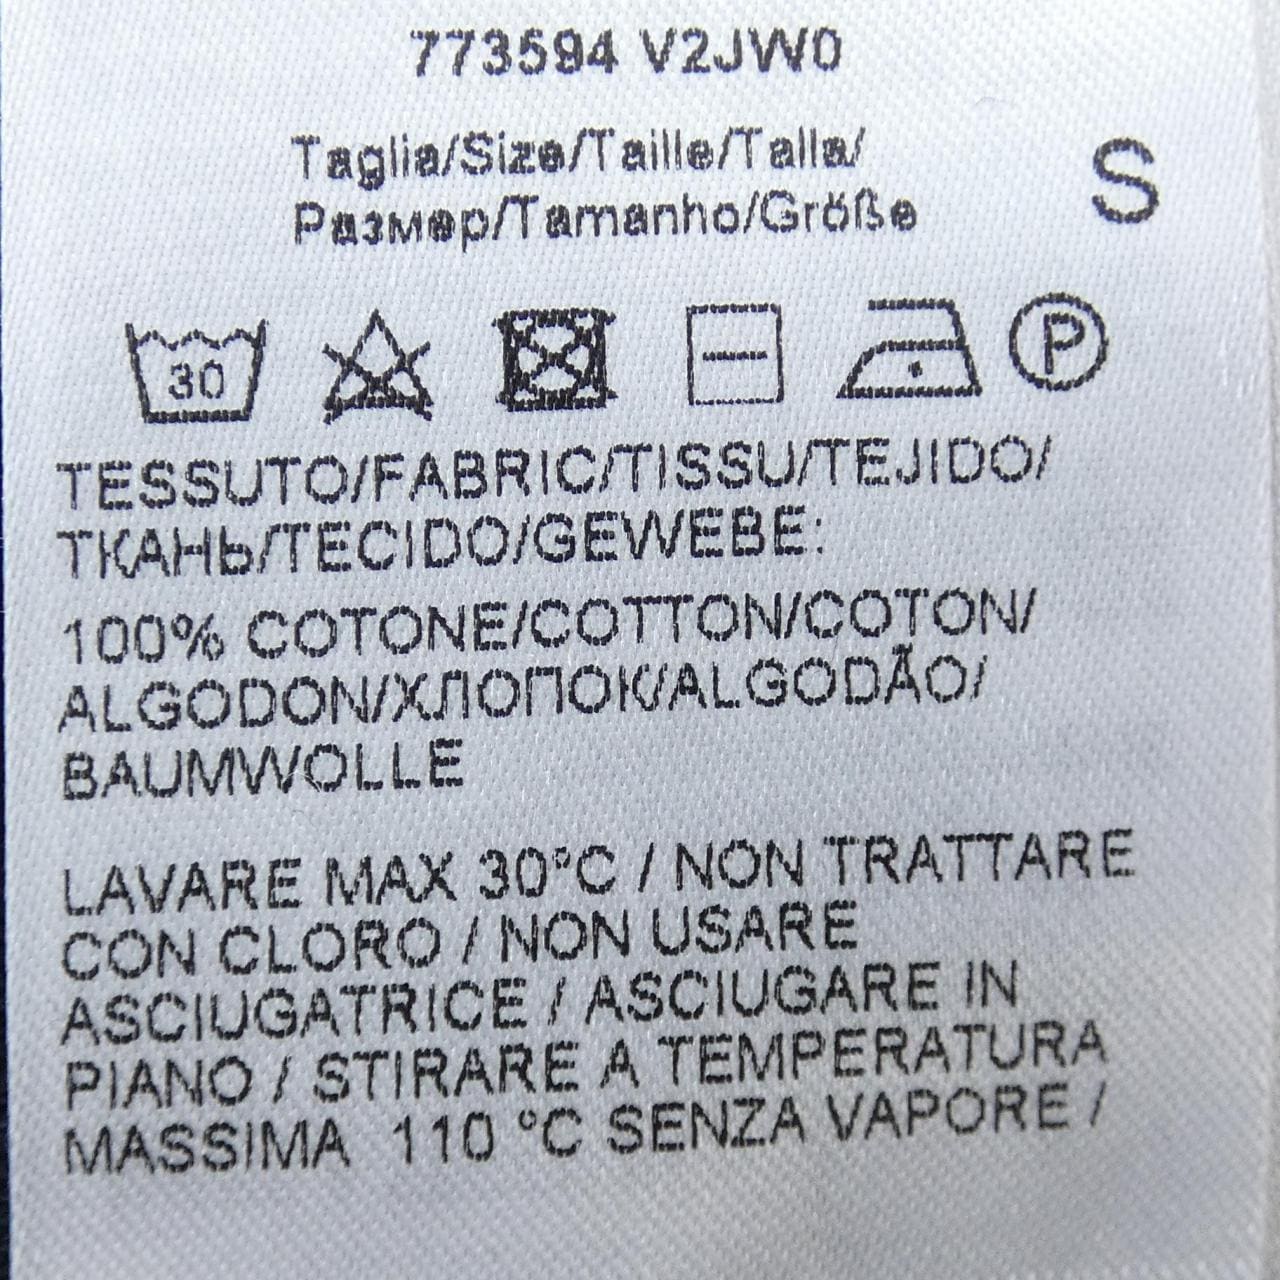 773594 V2JW0
Taglia/Size/Taille/Talla/
Размер/Tamanho/Größe
S
30
P
TESSUTO/FABRIC/TISSU/TEJIDO/
ТКАНЬ/TECIDO/GEWEBE:
100% COTONE/COTTON/COTON/
ALGODON/ХЛОПОК/ALGODÃO/
BAUMWOLLE
LAVARE MAX 30°C / NON TRATTARE
CON CLORO / NON USARE
ASCIUGATRICE / ASCIUGARE IN
PIANO / STIRARE A TEMPERATURA
MASSIMA 110 °C SENZA VAPORE /